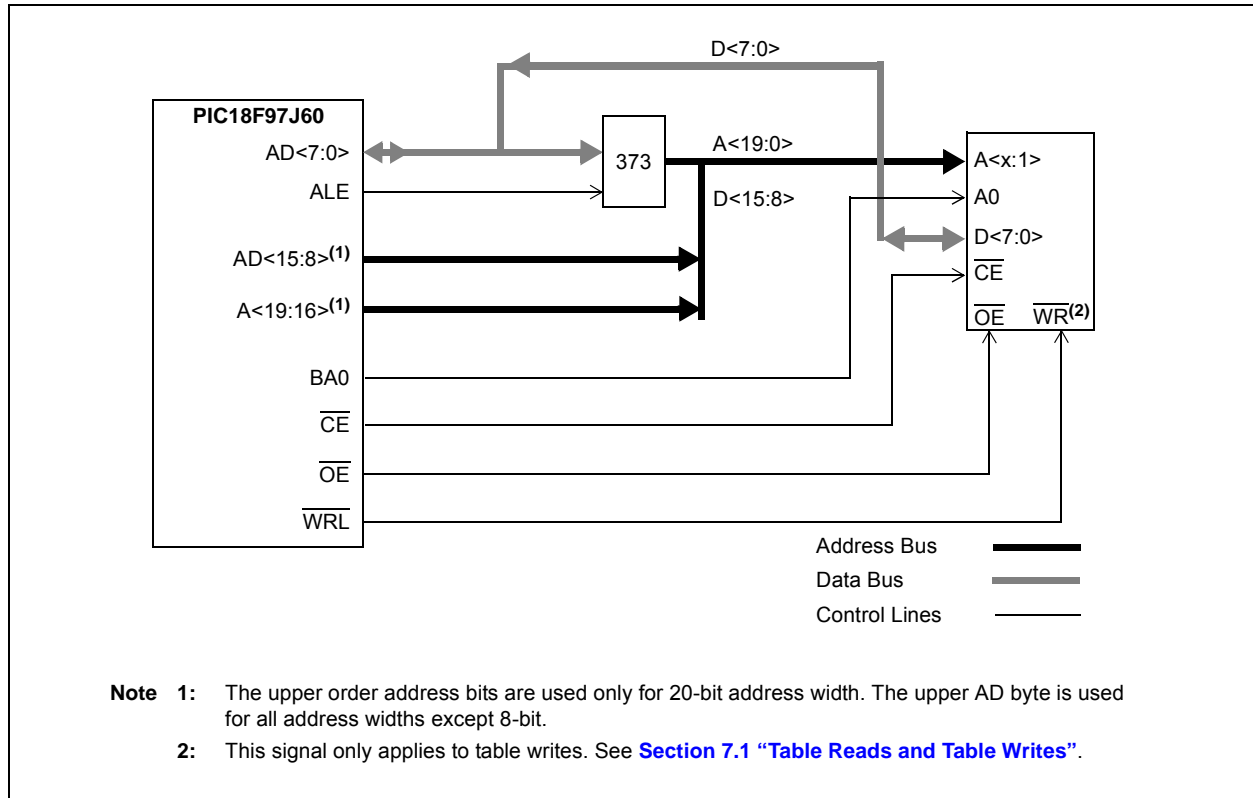 D<7:0>
PIC18F97J60
AD<7:0>
373
A<19:0>
A<x:1>
ALE
D<15:8>
A0
AD<15:8>(1)
D<7:0>
CE
A<19:16>(1)
OE WR(2)
BA0
CE
OE
WRL
Address Bus
Data Bus
Control Lines
Note 1: The upper order address bits are used only for 20-bit address width. The upper AD byte is used
for all address widths except 8-bit.
2: This signal only applies to table writes. See Section 7.1 “Table Reads and Table Writes”.